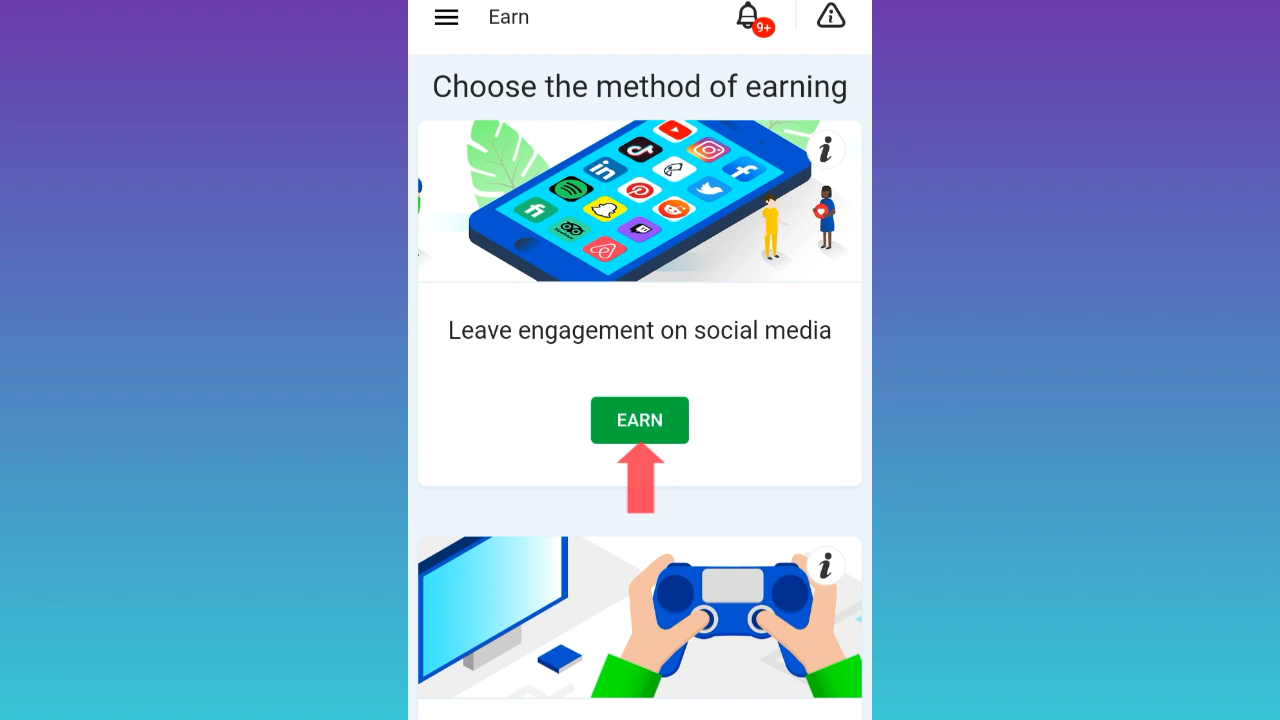 Earn
9+
Choose the method of earning
Leave engagement on social media
EARN